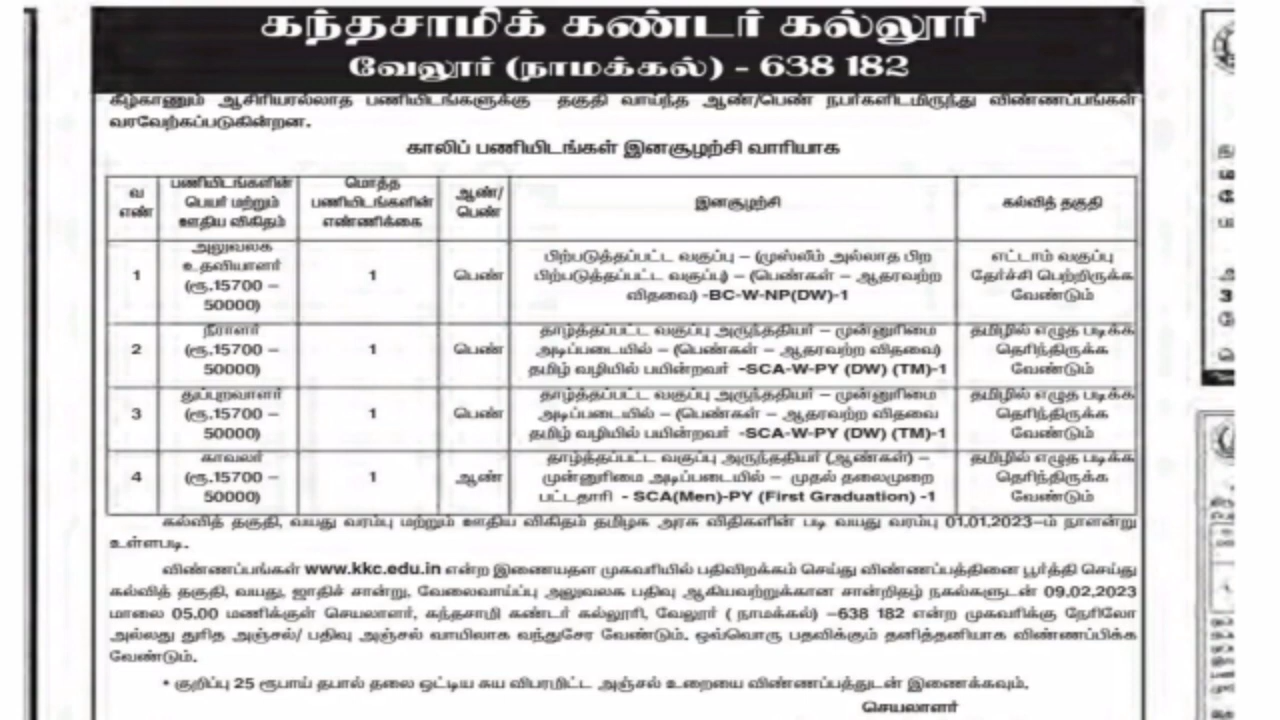 கந்தசாமிக் கண்டர் கல்லூரி
வேலூர் (நாமக்கல்) - 638 182
கீழ்காணும் ஆசிரியரல்லாத பணியிடங்களுக்கு தகுதி வாய்ந்த ஆண்/பெண் நபர்களிடமிருந்து விண்ணப்பங்கள்
வரவேற்கப்படுகின்றன.
காலிப் பணியிடங்கள் இனசூழற்சி வாரியாக
வ எண்
பணியிடங்களின் பெயர் மற்றும் ஊதிய விகிதம்
மொத்த பணியிடங்களின் எண்ணிக்கை
ஆண்/ பெண்
இனசூழற்சி
கல்வித் தகுதி
1
அலுவலக உதவியாளர் (ரூ.15700 – 50000)
1
பெண்
பிற்படுத்தப்பட்ட வகுப்பு – (முஸ்லீம் அல்லாத பிற
பிற்படுத்தப்பட்ட வகுப்பு) – (பெண்கள் – ஆதரவற்ற
விதவை) -BC-W-NP(DW)-1
எட்டாம் வகுப்பு தேர்ச்சி பெற்றிருக்க வேண்டும்
2
நீராளர் (ரூ.15700 – 50000)
1
பெண்
தாழ்த்தப்பட்ட வகுப்பு அருந்ததியர் – முன்னுரிமை
அடிப்படையில் – (பெண்கள் – ஆதரவற்ற விதவை)
தமிழ் வழியில் பயின்றவர் -SCA-W-PY (DW) (TM)-1
தமிழில் எழுத படிக்க தெரிந்திருக்க வேண்டும்
3
துப்புறவாளர் (ரூ.15700 – 50000)
1
பெண்
தாழ்த்தப்பட்ட வகுப்பு அருந்ததியர் – முன்னுரிமை
அடிப்படையில் – (பெண்கள் – ஆதரவற்ற விதவை
தமிழ் வழியில் பயின்றவர் -SCA-W-PY (DW) (TM)-1
தமிழில் எழுத படிக்க தெரிந்திருக்க வேண்டும்
4
காவலர் (ரூ.15700 – 50000)
1
ஆண்
தாழ்த்தப்பட்ட வகுப்பு அருந்ததியர் (ஆண்கள்) –
முன்னுரிமை அடிப்படையில் – முதல் தலைமுறை
பட்டதாரி - SCA(Men)-PY (First Graduation) -1
தமிழில் எழுத படிக்க தெரிந்திருக்க வேண்டும்
கல்வித் தகுதி, வயது வரம்பு மற்றும் ஊதிய விகிதம் தமிழக அரசு விதிகளின் படி வயது வரம்பு 01.01.2023–ம் நாளன்று
உள்ளபடி.
விண்ணப்பங்கள் www.kkc.edu.in என்ற இணையதள முகவரியில் பதிவிறக்கம் செய்து விண்ணப்பத்தினை பூர்த்தி செய்து
கல்வித் தகுதி, வயது, ஜாதிச் சான்று, வேலைவாய்ப்பு அலுவலக பதிவு ஆகியவற்றுக்கான சான்றிதழ் நகல்களுடன் 09.02.2023
மாலை 05.00 மணிக்குள் செயலாளர், கந்தசாமி கண்டர் கல்லூரி, வேலூர் ( நாமக்கல்) –638 182 என்ற முகவரிக்கு நேரிலோ
அல்லது துரித அஞ்சல்/ பதிவு அஞ்சல் வாயிலாக வந்துசேர வேண்டும். ஒவ்வொரு பதவிக்கும் தனித்தனியாக விண்ணப்பிக்க
வேண்டும்.
* குறிப்பு 25 ரூபாய் தபால் தலை ஒட்டிய சுய விபரமிட்ட அஞ்சல் உறையை விண்ணப்பத்துடன் இணைக்கவும்.
செயலாளர்